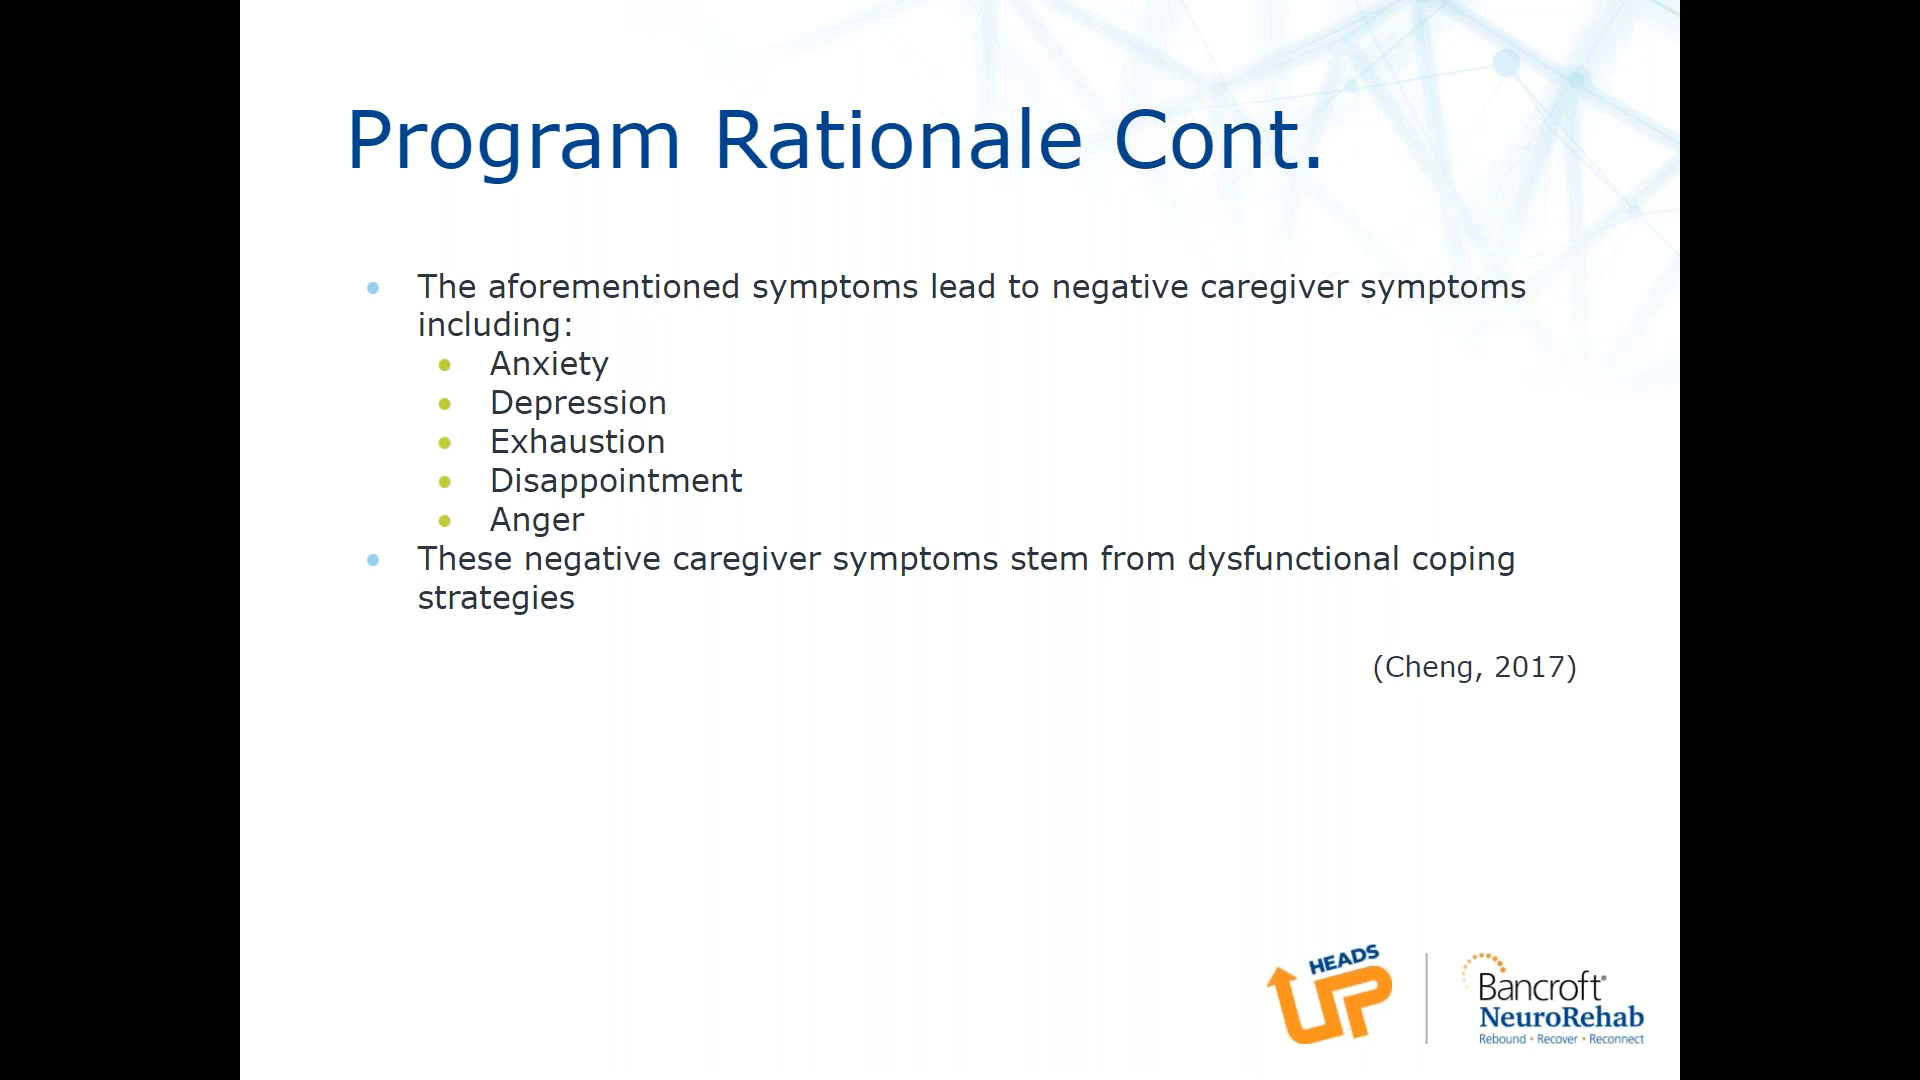 Program Rationale Cont.
• The aforementioned symptoms lead to negative caregiver symptoms
including:
• Anxiety
• Depression
• Exhaustion
• Disappointment
• Anger
• These negative caregiver symptoms stem from dysfunctional coping
strategies
(Cheng, 2017)
HEADS
UP
Bancroft®
NeuroRehab
Rebound • Recover • Reconnect